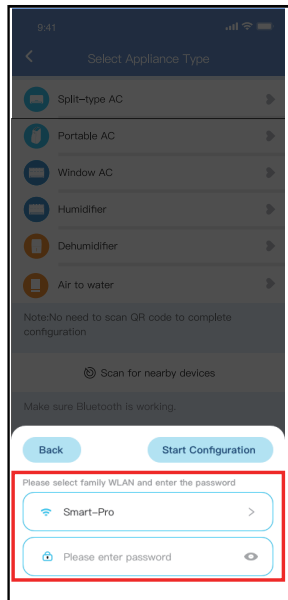 9:41
Select Appliance Type
Split-type AC
Portable AC
Window AC
Humidifier
Dehumidifier
Air to water
Note:No need to scan QR code to complete
configuration
Scan for nearby devices
Make sure Bluetooth is working.
Back
Start Configuration
Please select family WLAN and enter the password
Smart-Pro
Please enter password